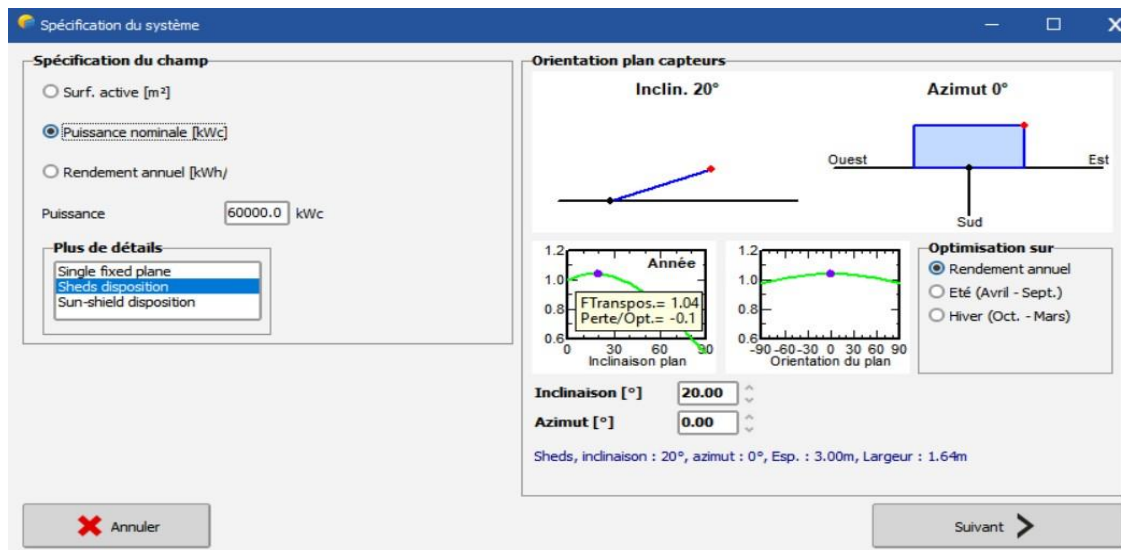 Spécification du système
Spécification du champ
Surf. active [m²]
Puissance nominale [kWc]
Rendement annuel [kWh/
Puissance 60000.0 kWc
Plus de détails
Single fixed plane
Sheds disposition
Sun-shield disposition
Orientation plan capteurs
Inclin. 20°
Azimut 0°
Ouest
Est
Sud
1.2
1.0
0.8
0.6
Année
FTranspos.= 1.04
Perte/Opt.= -0.1
0 30 60 90
Inclinaison plan
1.2
1.0
0.8
0.6
-90 -60 -30 0 30 60 90
Orientation du plan
Optimisation sur
Rendement annuel
Eté (Avril - Sept.)
Hiver (Oct. - Mars)
Inclinaison [°] 20.00
Azimut [°] 0.00
Sheds, inclinaison : 20°, azimut : 0°, Esp. : 3.00m, Largeur : 1.64m
Annuler
Suivant